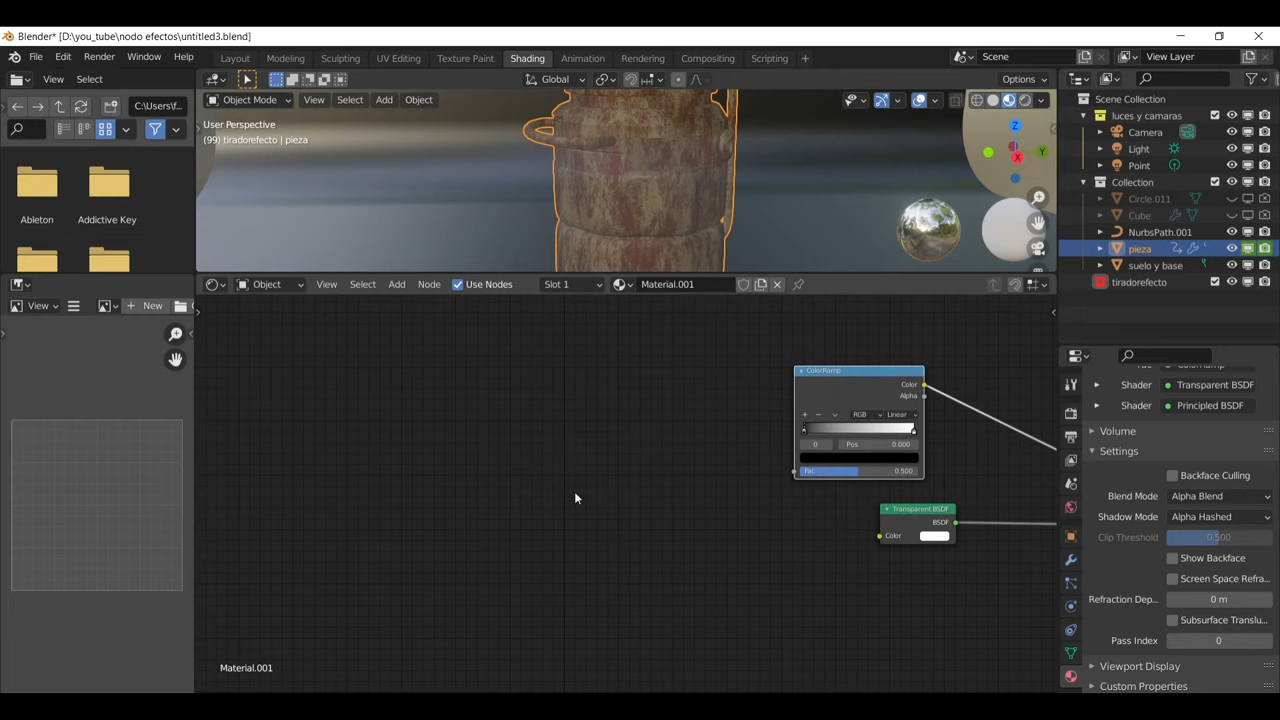 Blender* [D:\you_tube\nodo efectos\untitled3.blend]
File Edit Render Window Help Layout Modeling Sculpting UV Editing Texture Paint Shading Animation Rendering Compositing Scripting + Scene View Layer
View Select Global Options
Object Mode View Select Add Object
C:\Users\f...
User Perspective
(99) tiradorefecto | pieza
Z
Y
X
Ableton
Addictive Key
Scene Collection
luces y camaras
Camera
Light
Point
Collection
Circle.011
Cube
NurbsPath.001
pieza
suelo y base
tiradorefecto
View New
Object View Select Add Node Use Nodes Slot 1 Material.001
ColorRamp
Color
Alpha
RGB Linear
0 Pos 0.000
Fac 0.500
Transparent BSDF
BSDF
Color
Material.001
Shader Transparent BSDF
Shader Principled BSDF
Volume
Settings
Backface Culling
Blend Mode Alpha Blend
Shadow Mode Alpha Hashed
Clip Threshold 0.500
Show Backface
Screen Space Refra...
Refraction Dep... 0 m
Subsurface Translu...
Pass Index 0
Viewport Display
Custom Properties